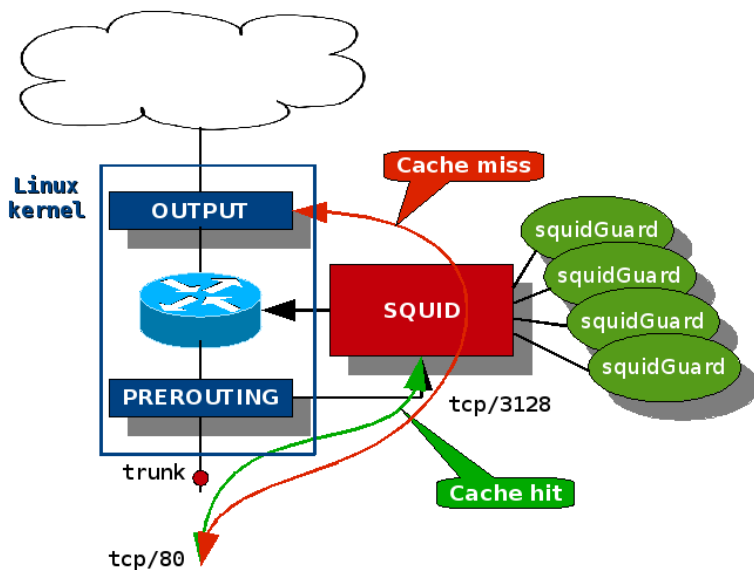 Cache miss
Linux
kernel
OUTPUT
squidGuard
squidGuard
SQUID
squidGuard
squidGuard
PREROUTING
tcp/3128
trunk
Cache hit
tcp/80